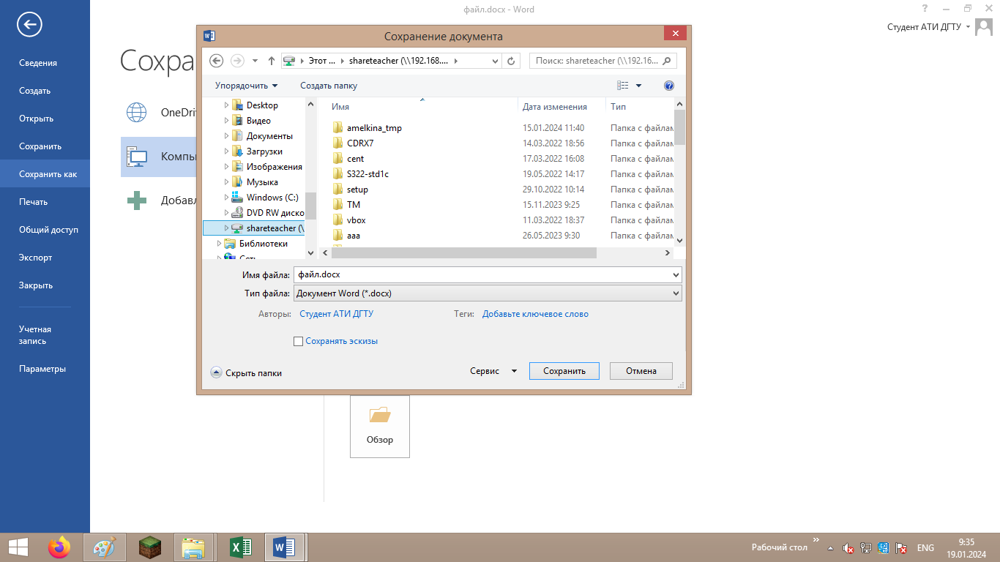 файл.docx - Word
Студент АТИ ДГТУ
Сведения
Создать
Открыть
Сохранить
Сохранить как
Печать
Общий доступ
Экспорт
Закрыть
Учетная
запись
Параметры
Сохра
OneDri
Компь
Добавл
Сохранение документа
Этот ... shareteacher (\\192.168....
Поиск: shareteacher (\\192.16...
Упорядочить Создать папку
Desktop
Видео
Документы
Загрузки
Изображения
Музыка
Windows (C:)
DVD RW диско
shareteacher (\
Библиотеки
Имя Дата изменения Тип
amelkina_tmp 15.01.2024 11:40 Папка с файлам
CDRX7 14.03.2022 18:56 Папка с файлам
cent 17.03.2022 16:08 Папка с файлам
S322-std1c 19.05.2022 14:17 Папка с файлам
setup 29.10.2022 10:14 Папка с файлам
TM 15.11.2023 9:25 Папка с файлам
vbox 11.03.2022 18:37 Папка с файлам
aaa 26.05.2023 9:30 Папка с файлам
Имя файла: файл.docx
Тип файла: Документ Word (*.docx)
Авторы: Студент АТИ ДГТУ Теги: Добавьте ключевое слово
Сохранять эскизы
Скрыть папки Сервис Сохранить Отмена
Обзор
Рабочий стол » ENG 9:35
19.01.2024